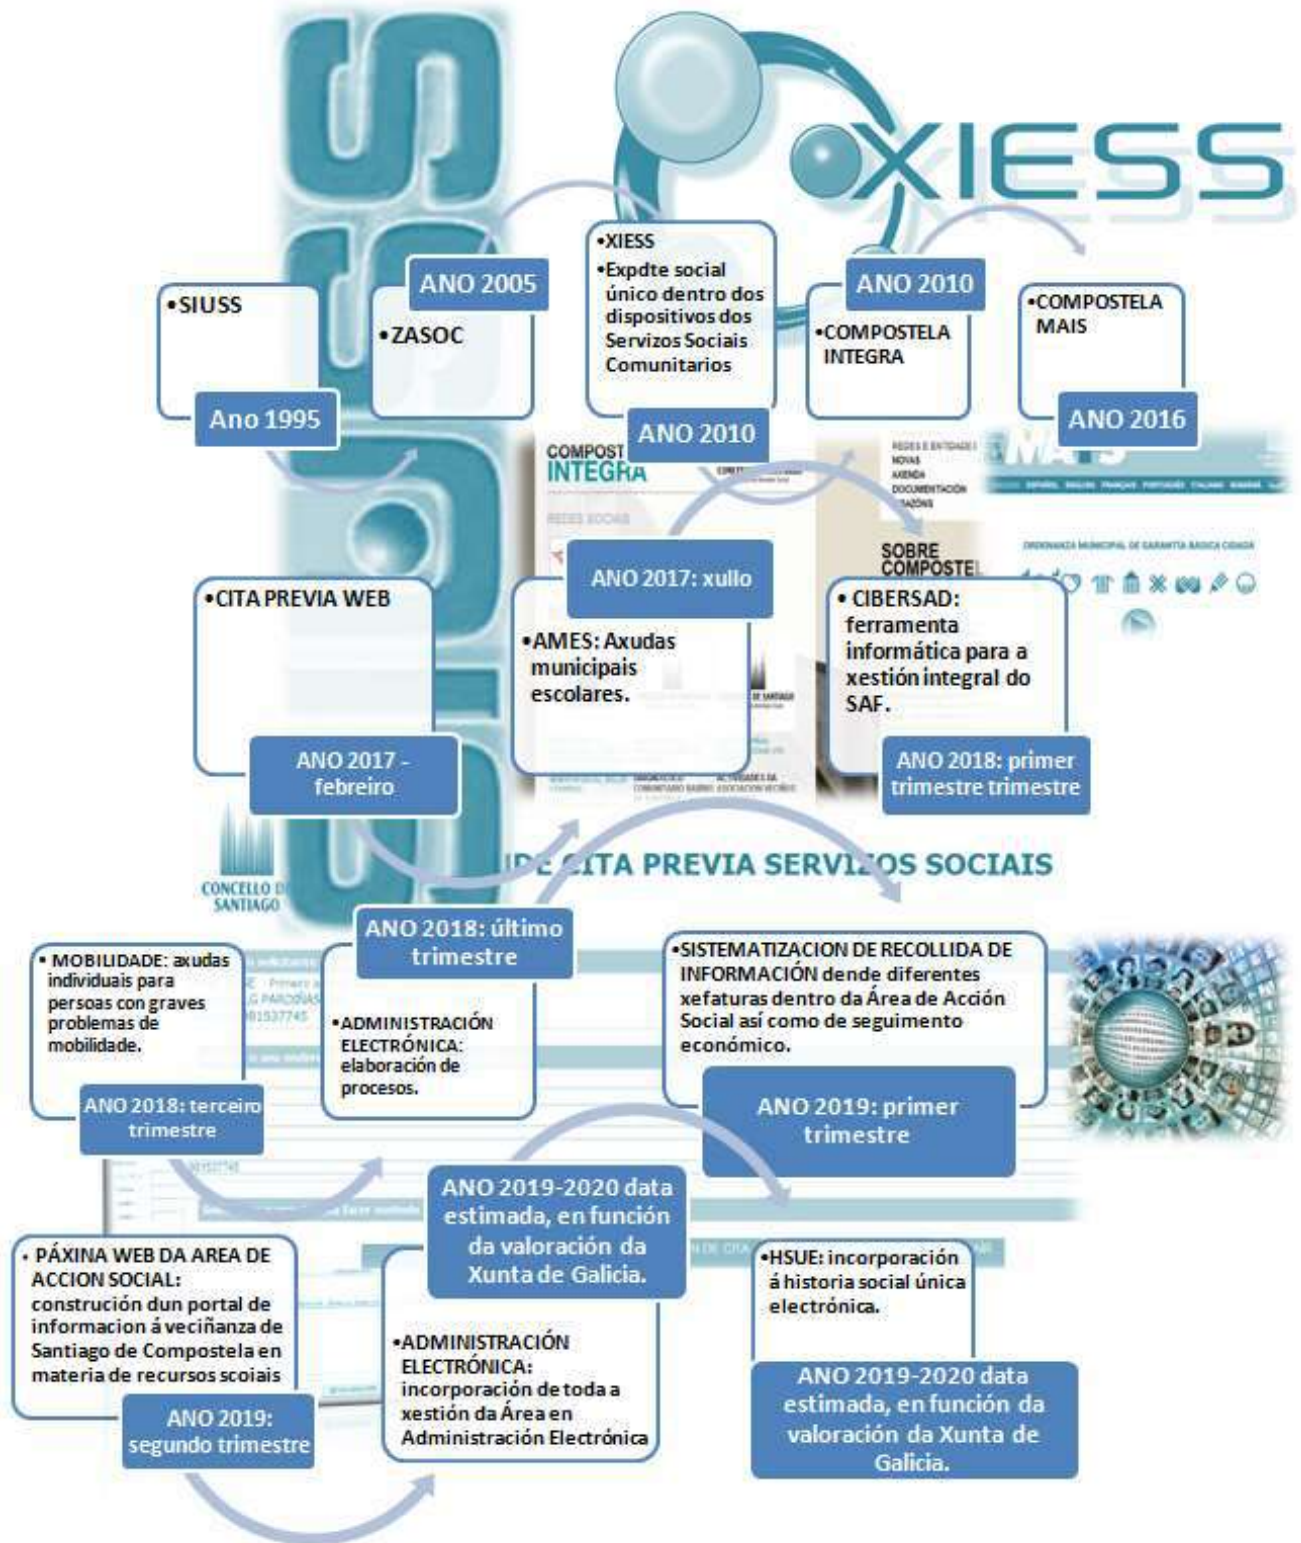 XIESS
•SIUSS
Ano 1995
ANO 2005
•ZASOC
•XIESS
•Expdte social
único dentro dos
dispositivos dos
Servizos Sociais
Comunitarios
ANO 2010
ANO 2010
•COMPOSTELA
INTEGRA
•COMPOSTELA
MAIS
ANO 2016
COMPOST
INTEGRA
REDES SOCIAIS
REDES E ENTIDADES
NOVAS
AXENDA
DOCUMENTACIÓN
SOBRE
COMPOSTEL
ORDENANZA MUNICIPAL DE GARANTÍA BÁSICA CIDADÁ
•CITA PREVIA WEB
ANO 2017 -
febreiro
ANO 2017: xullo
•AMES: Axudas
municipais
escolares.
• CIBERSAD:
ferramenta
informática para a
xestión integral do
SAF.
ANO 2018: primer
trimestre trimestre
CONCELLO D
SANTIAGO
DE CITA PREVIA SERVIZOS SOCIAIS
• MOBILIDADE: axudas
individuais para
persoas con graves
problemas de
mobilidade.
ANO 2018: terceiro
trimestre
ANO 2018: último
trimestre
•ADMINISTRACIÓN
ELECTRÓNICA:
elaboración de
procesos.
•SISTEMATIZACION DE RECOLLIDA DE
INFORMACIÓN dende diferentes
xefaturas dentro da Área de Acción
Social así como de seguimento
económico.
ANO 2019: primer
trimestre
981537745
• PÁXINA WEB DA AREA DE
ACCION SOCIAL:
construción dun portal de
informacion á veciñanza de
Santiago de Compostela en
materia de recursos scoiais
ANO 2019:
segundo trimestre
ANO 2019-2020 data
estimada, en función
da valoración da
Xunta de Galicia.
•ADMINISTRACIÓN
ELECTRÓNICA:
incorporación de toda a
xestión da Área en
Administración Electrónica
•HSUE: incorporación
á historia social única
electrónica.
ANO 2019-2020 data
estimada, en función da
valoración da Xunta de
Galicia.